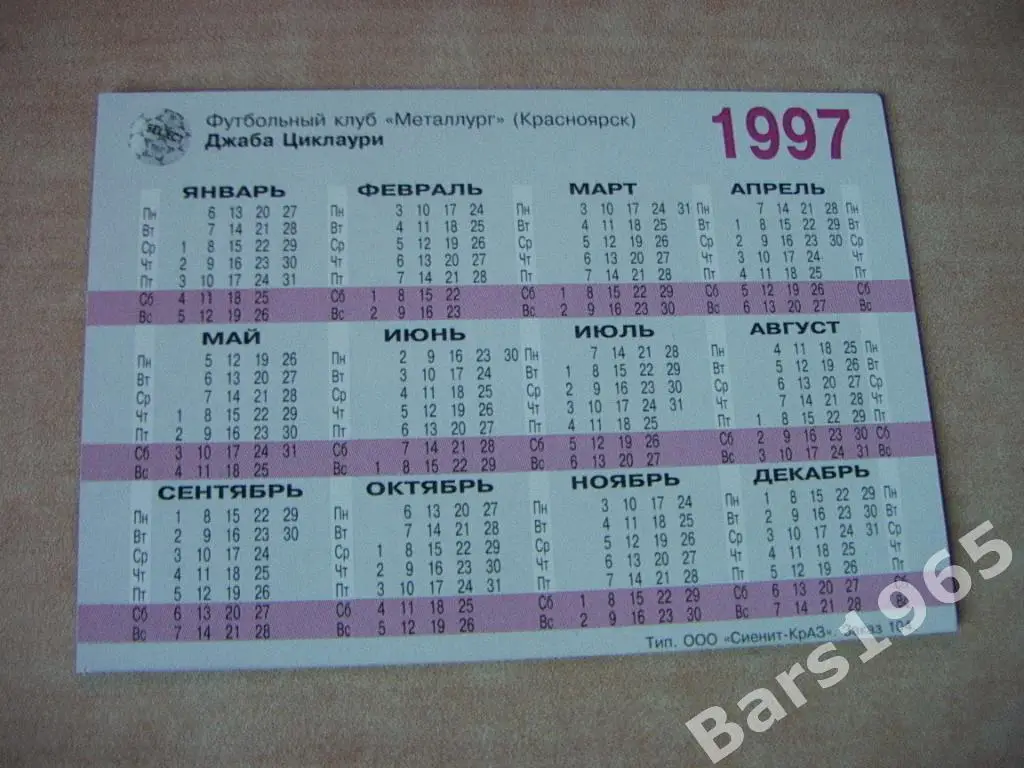 SELECT
Футбольный клуб «Металлург» (Красноярск)
Джаба Циклаури
1997
ЯНВАРЬ ФЕВРАЛЬ МАРТ АПРЕЛЬ
Пн 6 13 20 27 Пн 3 10 17 24 Пн 3 10 17 24 31 Пн 7 14 21 28 Пн
Вт 7 14 21 28 Вт 4 11 18 25 Вт 4 11 18 25 Вт 1 8 15 22 29 Вт
Ср 1 8 15 22 29 Ср 5 12 19 26 Ср 5 12 19 26 Ср 2 9 16 23 30 Ср
Чт 2 9 16 23 30 Чт 6 13 20 27 Чт 6 13 20 27 Чт 3 10 17 24 Чт
Пт 3 10 17 24 31 Пт 7 14 21 28 Пт 7 14 21 28 Пт 4 11 18 25 Пт
Сб 4 11 18 25 Сб 1 8 15 22 Сб 1 8 15 22 29 Сб 5 12 19 26 Сб
Вс 5 12 19 26 Вс 2 9 16 23 Вс 2 9 16 23 30 Вс 6 13 20 27 Вс
МАЙ ИЮНЬ ИЮЛЬ АВГУСТ
Пн 5 12 19 26 Пн 2 9 16 23 30 Пн 7 14 21 28 Пн 4 11 18 25 Пн
Вт 6 13 20 27 Вт 3 10 17 24 Вт 1 8 15 22 29 Вт 5 12 19 26 Вт
Ср 7 14 21 28 Ср 4 11 18 25 Ср 2 9 16 23 30 Ср 6 13 20 27 Ср
Чт 1 8 15 22 29 Чт 5 12 19 26 Чт 3 10 17 24 31 Чт 7 14 21 28 Чт
Пт 2 9 16 23 30 Пт 6 13 20 27 Пт 4 11 18 25 Пт 1 8 15 22 29 Пт
Сб 3 10 17 24 31 Сб 7 14 21 28 Сб 5 12 19 26 Сб 2 9 16 23 30 Сб
Вс 4 11 18 25 Вс 1 8 15 22 29 Вс 6 13 20 27 Вс 3 10 17 24 31 Вс
СЕНТЯБРЬ ОКТЯБРЬ НОЯБРЬ ДЕКАБРЬ
Пн 1 8 15 22 29 Пн 6 13 20 27 Пн 3 10 17 24 Пн 1 8 15 22 29 Пн
Вт 2 9 16 23 30 Вт 7 14 21 28 Вт 4 11 18 25 Вт 2 9 16 23 30 Вт
Ср 3 10 17 24 Ср 1 8 15 22 29 Ср 5 12 19 26 Ср 3 10 17 24 31 Ср
Чт 4 11 18 25 Чт 2 9 16 23 30 Чт 6 13 20 27 Чт 4 11 18 25 Чт
Пт 5 12 19 26 Пт 3 10 17 24 31 Пт 7 14 21 28 Пт 5 12 19 26 Пт
Сб 6 13 20 27 Сб 4 11 18 25 Сб 1 8 15 22 29 Сб 6 13 20 27 Сб
Вс 7 14 21 28 Вс 5 12 19 26 Вс 2 9 16 23 30 Вс 7 14 21 28 Вс
Тип. ООО «Сиенит-КрАЗ». Заказ 104
Bars1965